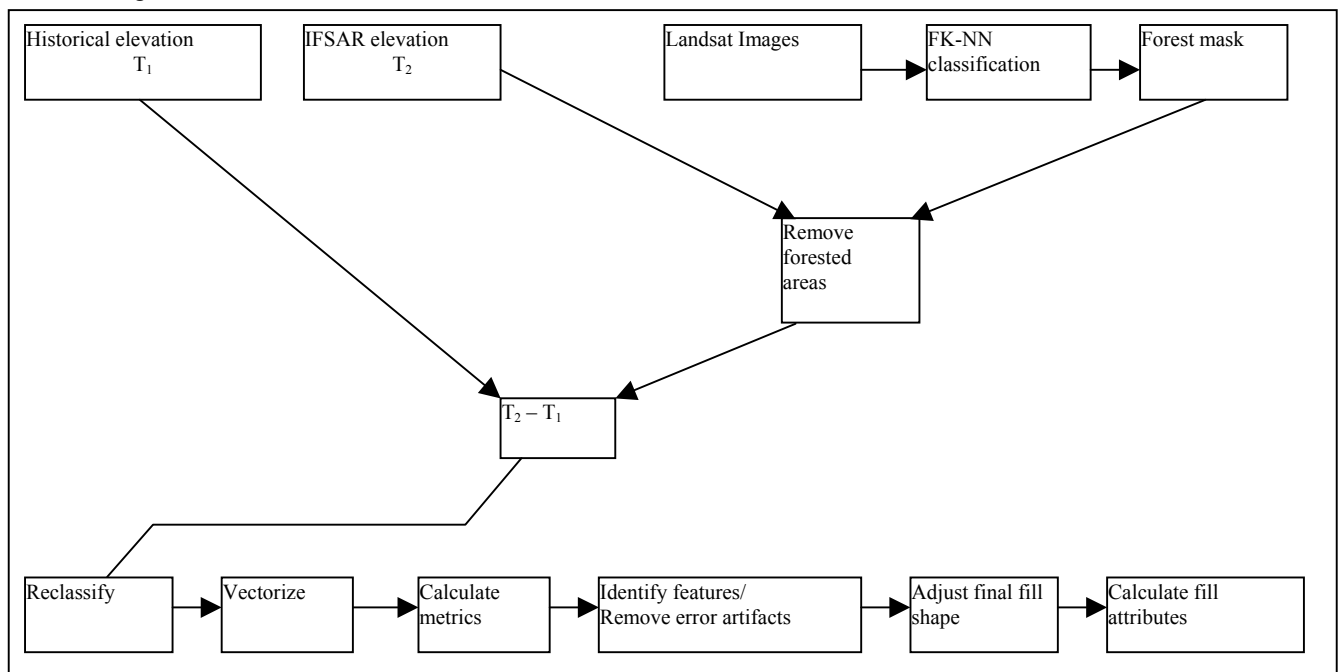 Historical elevation
T₁
IFSAR elevation
T₂
Landsat Images
FK-NN
classification
Forest mask
Remove
forested
areas
T₂ – T₁
Reclassify
Vectorize
Calculate
metrics
Identify features/
Remove error artifacts
Adjust final fill
shape
Calculate fill
attributes